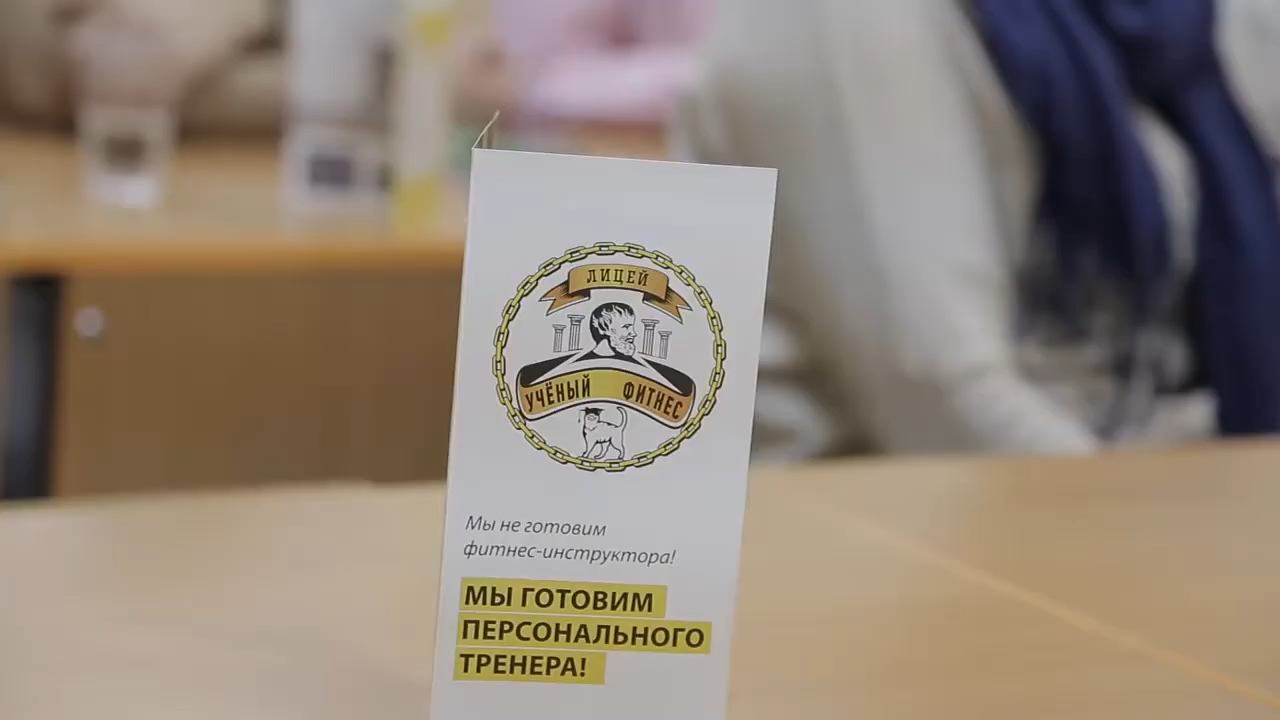 ЛИЦЕЙ
УЧЁНЫЙ ФИТНЕС
Мы не готовим
фитнес-инструктора!
МЫ ГОТОВИМ
ПЕРСОНАЛЬНОГО
ТРЕНЕРА!